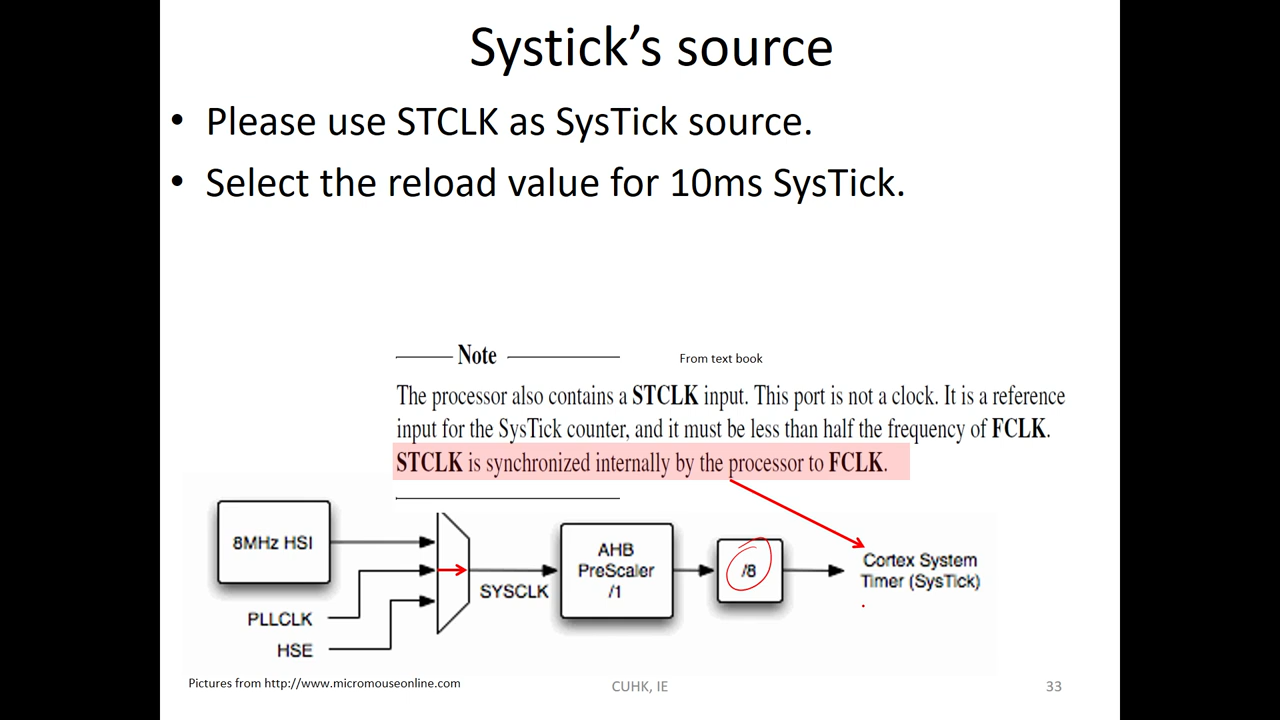 Systick’s source
• Please use STCLK as SysTick source.
• Select the reload value for 10ms SysTick.
Note
From text book
The processor also contains a STCLK input. This port is not a clock. It is a reference
input for the SysTick counter, and it must be less than half the frequency of FCLK.
STCLK is synchronized internally by the processor to FCLK.
8MHz HSI
PLLCLK
HSE
SYSCLK
AHB
PreScaler
/1
/8
Cortex System
Timer (SysTick)
Pictures from http://www.micromouseonline.com
CUHK, IE
33